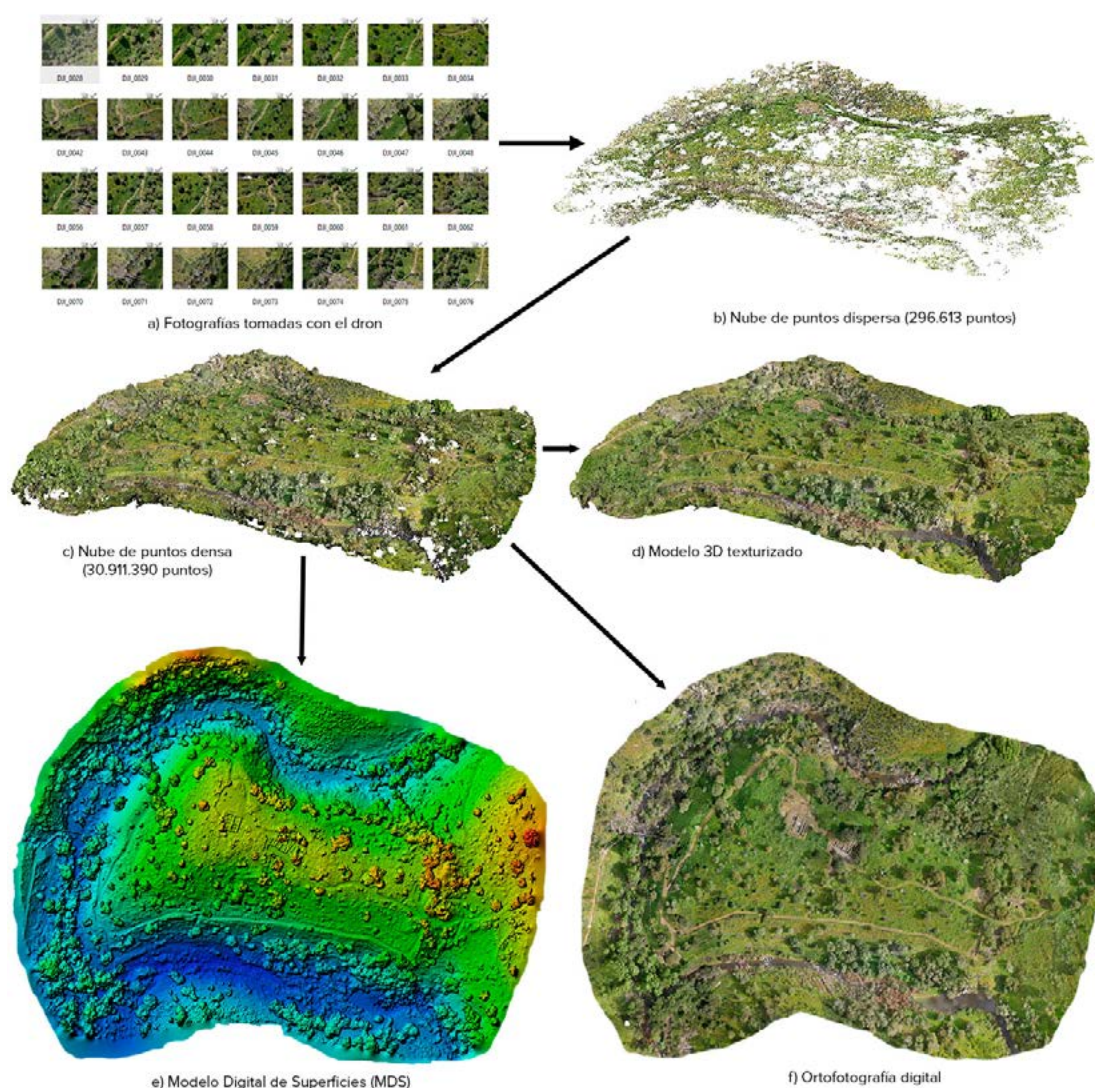 DJI_0028 DJI_0029 DJI_0030 DJI_0031 DJI_0032 DJI_0033 DJI_0034
DJI_0042 DJI_0043 DJI_0044 DJI_0045 DJI_0046 DJI_0047 DJI_0048
DJI_0056 DJI_0057 DJI_0058 DJI_0059 DJI_0060 DJI_0061 DJI_0062
DJI_0070 DJI_0071 DJI_0072 DJI_0073 DJI_0074 DJI_0075 DJI_0076
a) Fotografías tomadas con el dron
b) Nube de puntos dispersa (296.613 puntos)
c) Nube de puntos densa
(30.911.390 puntos)
d) Modelo 3D texturizado
e) Modelo Digital de Superficies (MDS)
f) Ortofotografía digital